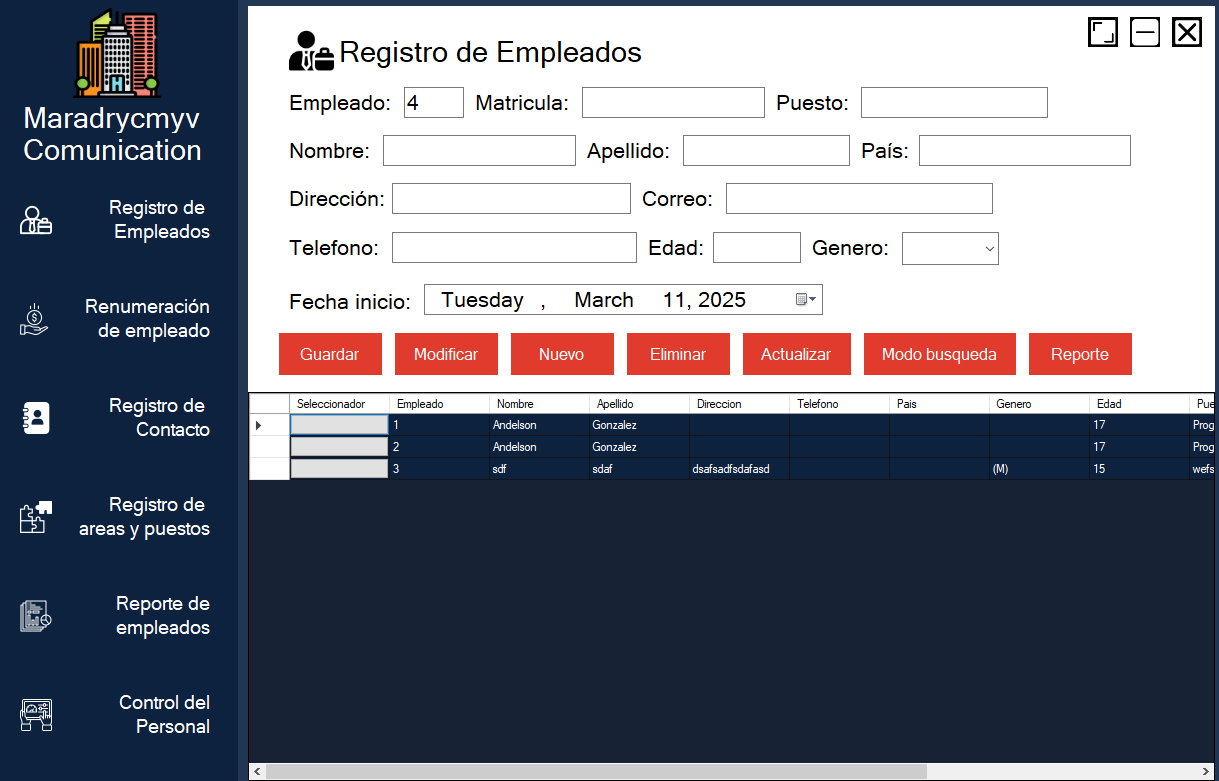 Maradrycmyv
Comunication
Registro de
Empleados
Renumeración
de empleado
Registro de
Contacto
Registro de
areas y puestos
Reporte de
empleados
Control del
Personal
Registro de Empleados
Empleado: 4 Matricula: Puesto:
Nombre: Apellido: País:
Dirección: Correo:
Telefono: Edad: Genero:
Fecha inicio: Tuesday , March 11, 2025
Guardar Modificar Nuevo Eliminar Actualizar Modo busqueda Reporte
Seleccionador Empleado Nombre Apellido Direccion Telefono Pais Genero Edad Pue
1 Andelson Gonzalez 17 Prog
2 Andelson Gonzalez 17 Prog
3 sdf sdaf dsafsadfsdafasd (M) 15 wefs